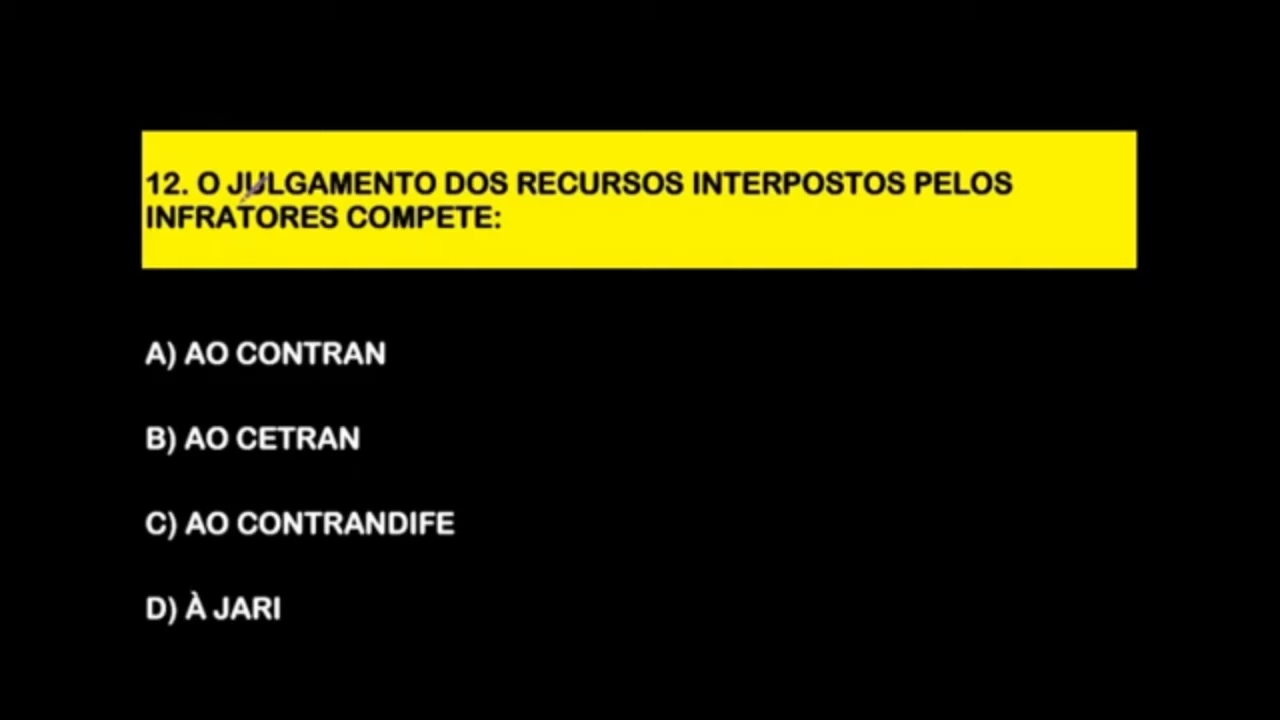 12. O JULGAMENTO DOS RECURSOS INTERPOSTOS PELOS
INFRATORES COMPETE:
A) AO CONTRAN
B) AO CETRAN
C) AO CONTRANDIFE
D) À JARI